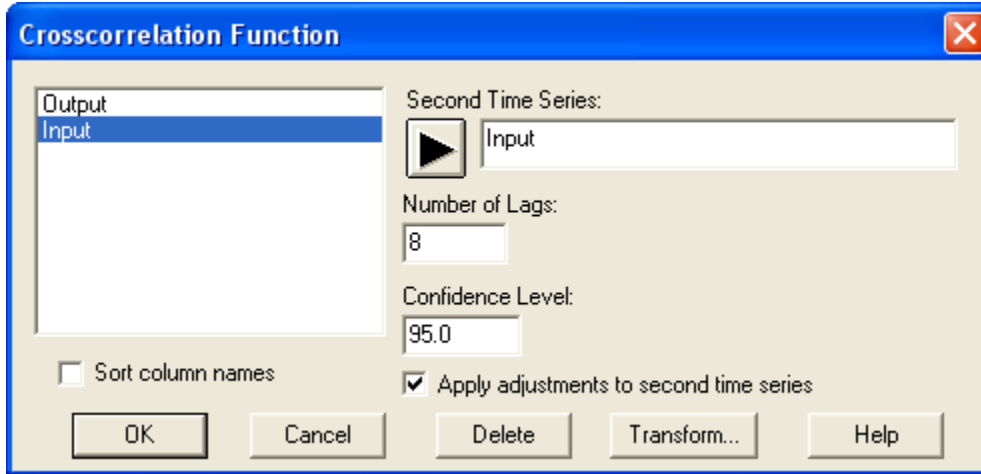 Crosscorrelation Function
Output
Input
Second Time Series:
Input
Number of Lags:
8
Confidence Level:
95.0
Sort column names
Apply adjustments to second time series
OK
Cancel
Delete
Transform...
Help